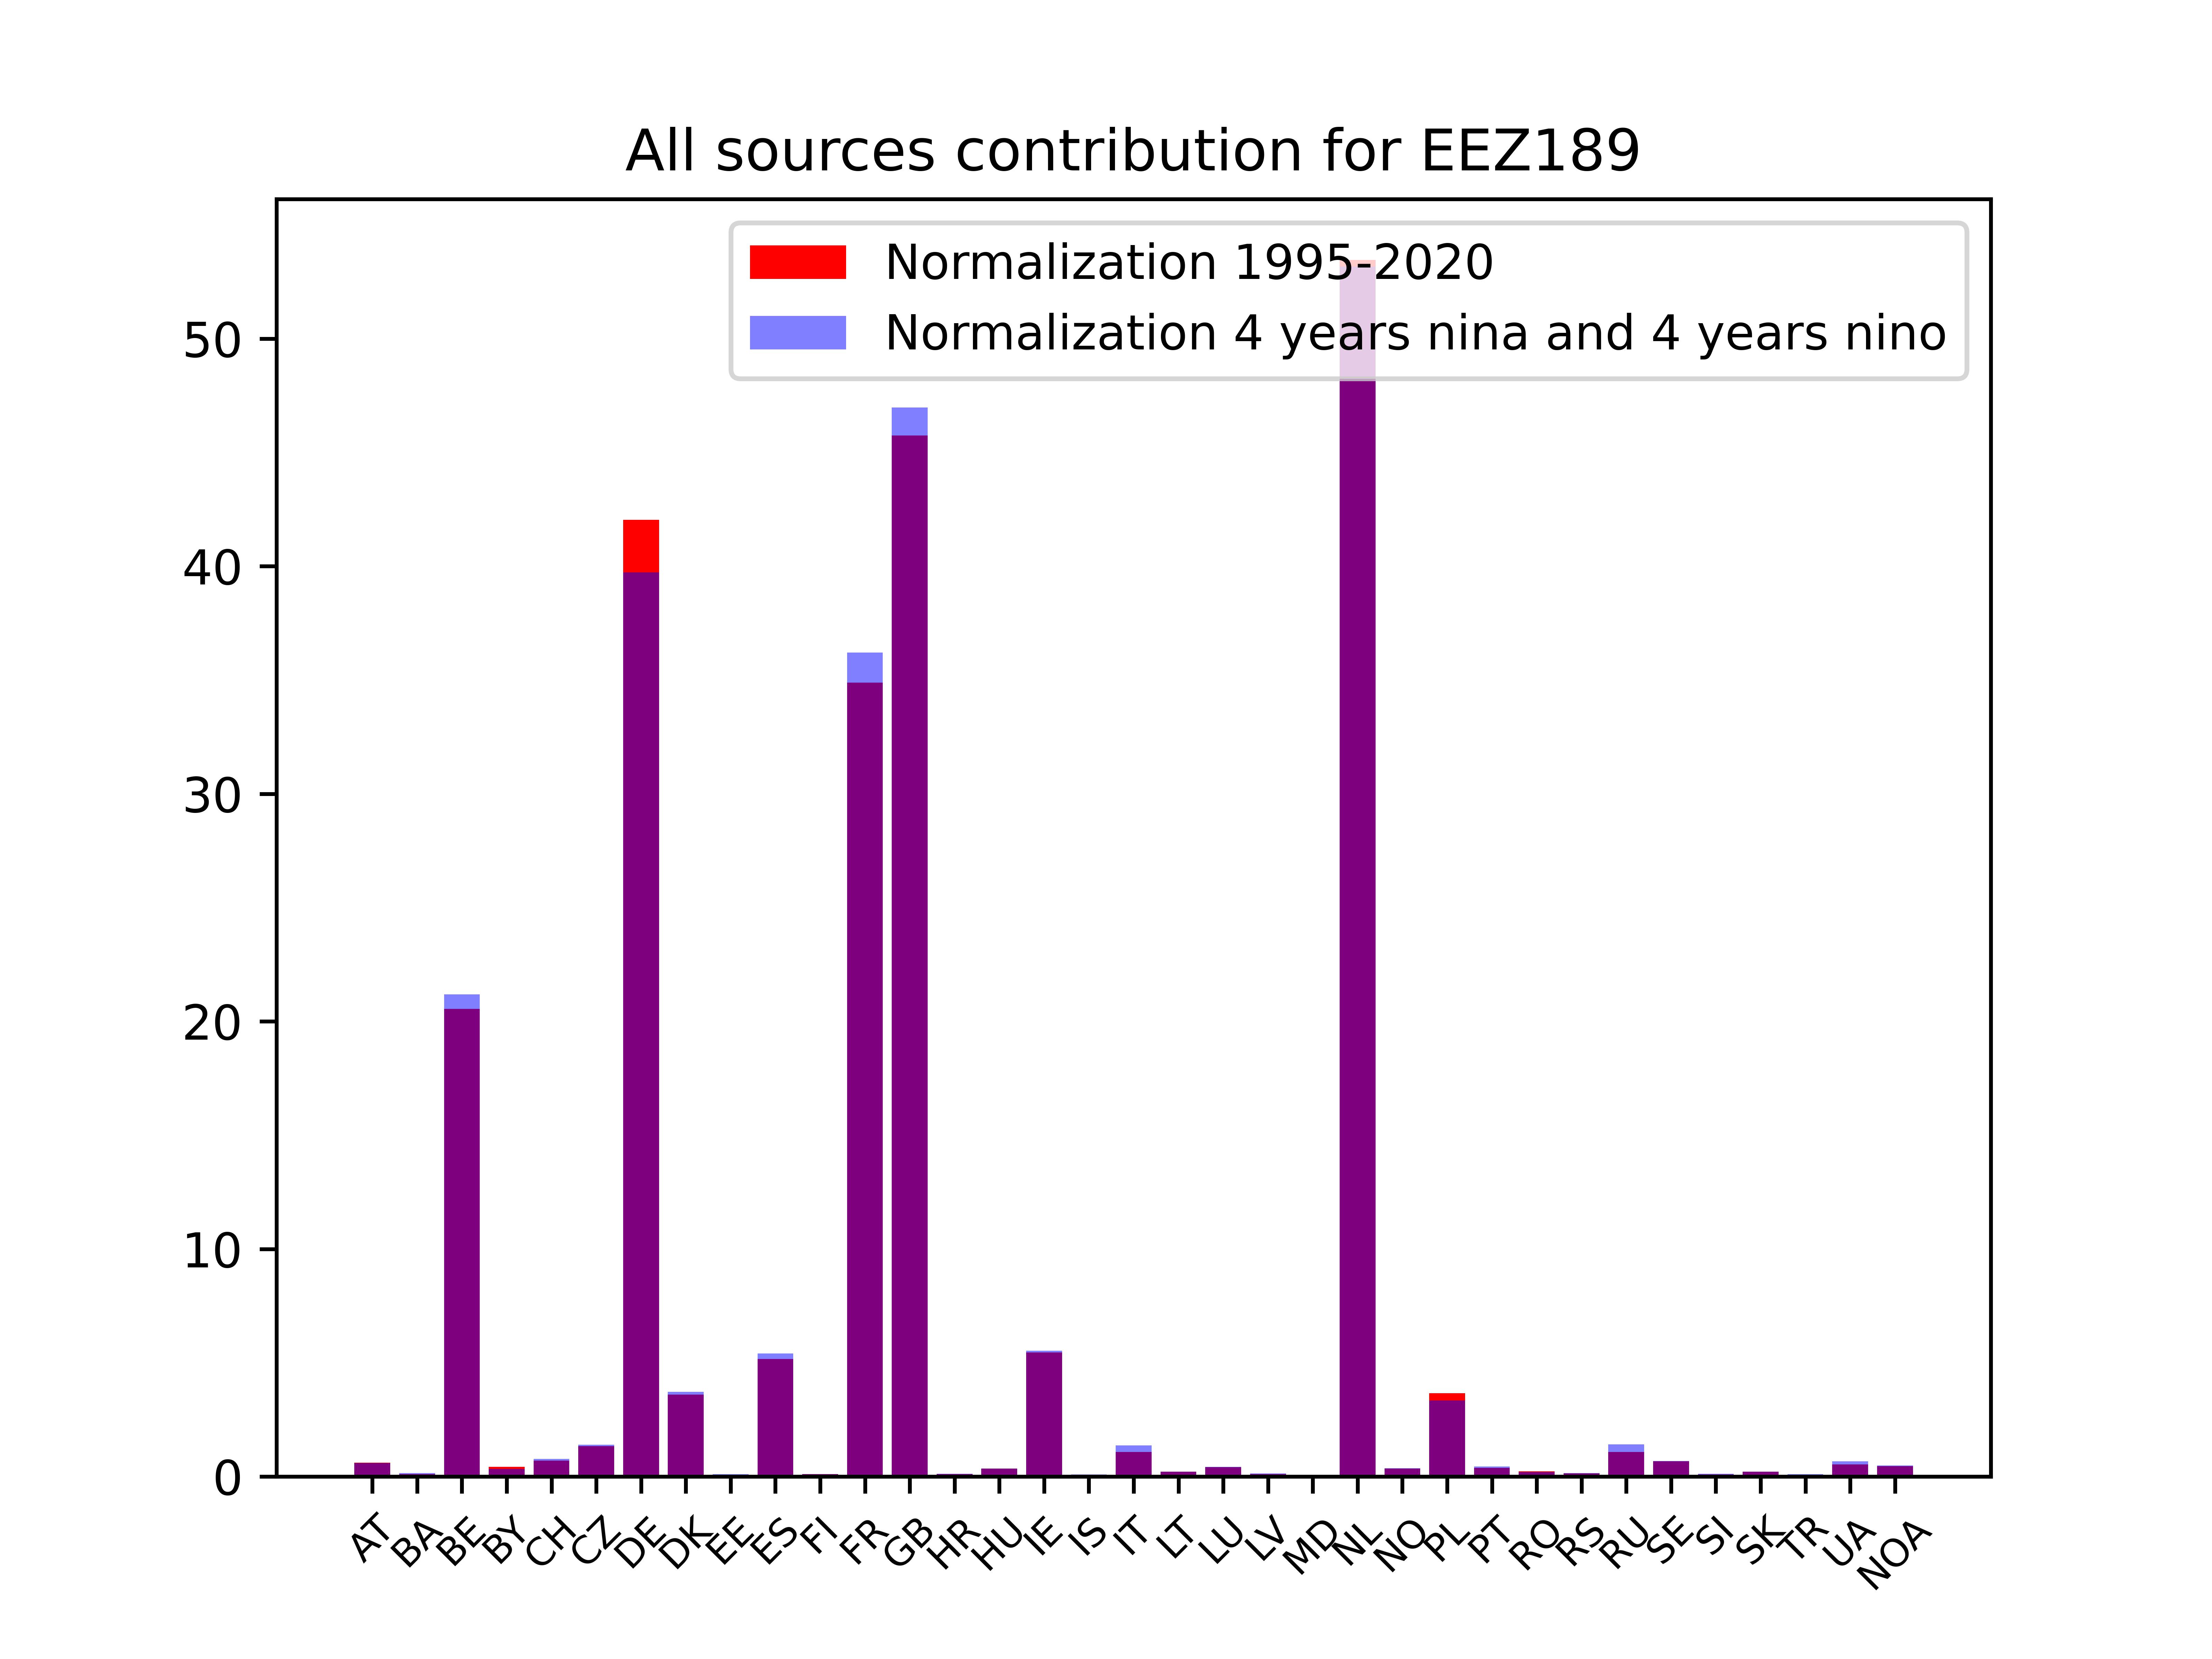 All sources contribution for EEZ189
Normalization 1995-2020
Normalization 4 years nina and 4 years nino
50
40
30
20
10
0
AT BA BE BY CH CZ DE DK EE ES FI FR GB HR HU IE IS IT LT LU LV MD NL NO PL PT RO RS RU SE SI SK TR UA NOA